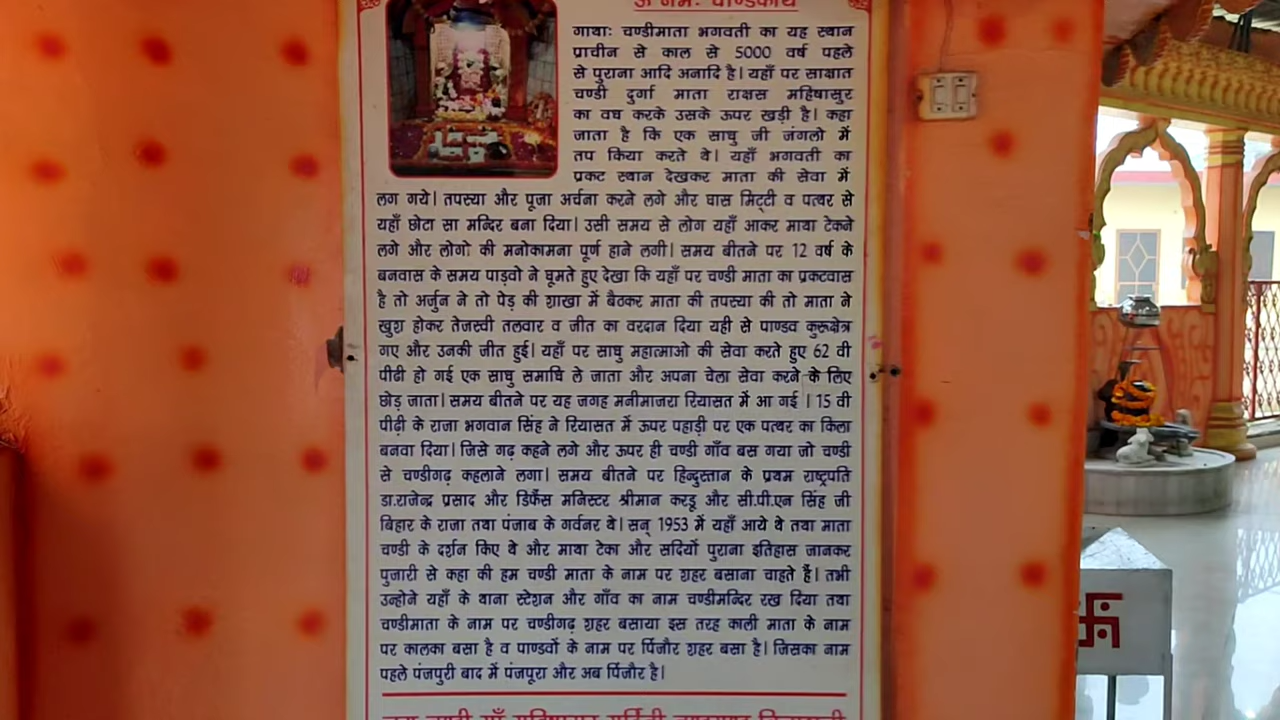 ॐ नमः चण्डिकायै
गाथाः चण्डीमाता भगवती का यह स्थान
प्राचीन से काल से 5000 वर्ष पहले
से पुराना आदि अनादि है। यहाँ पर साक्षात
चण्डी दुर्गा माता राक्षस महिषासुर
का वध करके उसके ऊपर खड़ी है। कहा
जाता है कि एक साधु जी जंगलो में
तप किया करते थे। यहाँ भगवती का
प्रकट स्थान देखकर माता की सेवा में
लग गये। तपस्या और पूजा अर्चना करने लगे और घास मिट्टी व पत्थर से
यहाँ छोटा सा मन्दिर बना दिया। उसी समय से लोग यहाँ आकर माथा टेकने
लगे और लोगो की मनोकामना पूर्ण हाने लगी। समय बीतने पर 12 वर्ष के
बनवास के समय पाड़वो ने घूमते हुए देखा कि यहाँ पर चण्डी माता का प्रकटवास
है तो अर्जुन ने तो पेड़ की शाखा में बैठकर माता की तपस्या की तो माता ने
खुश होकर तेजस्वी तलवार व जीत का वरदान दिया यही से पाण्डव कुरूक्षेत्र
गए और उनकी जीत हुई। यहाँ पर साधु महात्माओ की सेवा करते हुए 62 वी
पीढी हो गई एक साधु समाधि ले जाता और अपना चेला सेवा करने के लिए
छोड़ जाता। समय बीतने पर यह जगह मनीमाजरा रियासत में आ गई । 15 वी
पीढ़ी के राजा भगवान सिंह ने रियासत में ऊपर पहाड़ी पर एक पत्थर का किला
बनवा दिया। जिसे गढ़ कहने लगे और ऊपर ही चण्डी गाँव बस गया जो चण्डी
से चण्डीगढ़ कहलाने लगा। समय बीतने पर हिन्दुस्तान के प्रथम राष्ट्रपति
डा.राजेन्द्र प्रसाद और डिफैंस मनिस्टर श्रीमान करडू और सी.पी.एन सिंह जी
बिहार के राजा तथा पंजाब के गर्वनर थे। सन् 1953 में यहाँ आये थे तथा माता
चण्डी के दर्शन किए थे और माथा टेका और सदियों पुराना इतिहास जानकर
पुजारी से कहा की हम चण्डी माता के नाम पर शहर बसाना चाहते हैं। तभी
उन्होने यहाँ के थाना स्टेशन और गाँव का नाम चण्डीमन्दिर रख दिया तथा
चण्डीमाता के नाम पर चण्डीगढ़ शहर बसाया इस तरह काली माता के नाम
पर कालका बसा है व पाण्डवों के नाम पर पिंजौर शहर बसा है। जिसका नाम
पहले पंजपुरी बाद में पंजपूरा और अब पिंजौर है।